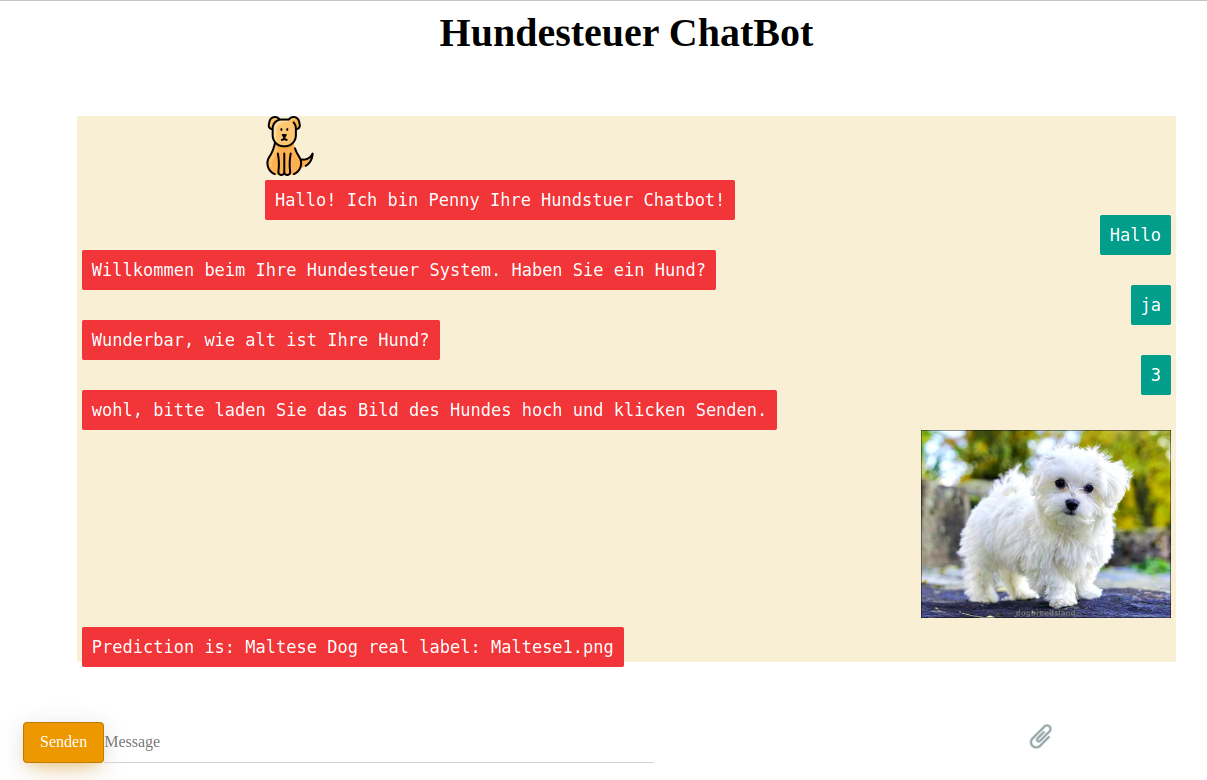 Hundesteuer ChatBot
Hallo! Ich bin Penny Ihre Hundstuer Chatbot!
Hallo
Willkommen beim Ihre Hundesteuer System. Haben Sie ein Hund?
ja
Wunderbar, wie alt ist Ihre Hund?
3
wohl, bitte laden Sie das Bild des Hundes hoch und klicken Senden.
Prediction is: Maltese Dog real label: Maltese1.png
Senden Message